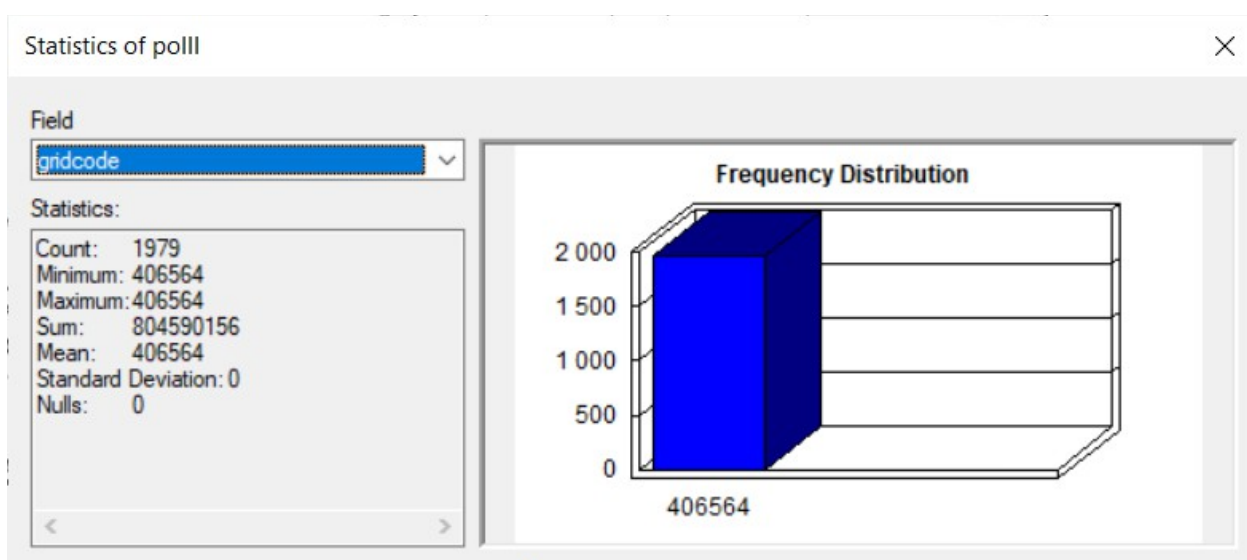 Statistics of polll
Field
gridcode
Statistics:
Count: 1979
Minimum: 406564
Maximum: 406564
Sum: 804590156
Mean: 406564
Standard Deviation: 0
Nulls: 0
Frequency Distribution
2 000
1 500
1 000
500
0
406564